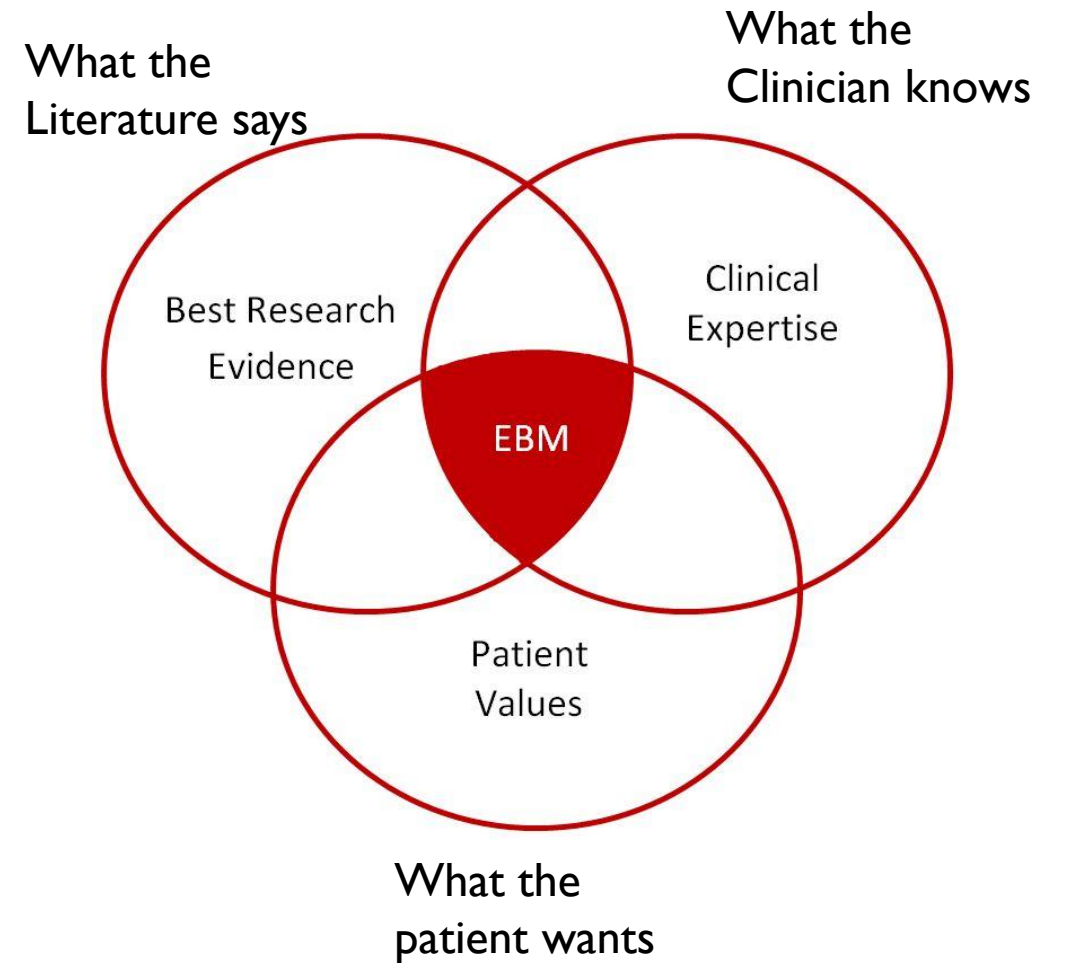 What the
Literature says
What the
Clinician knows
Best Research
Evidence
Clinical
Expertise
EBM
Patient
Values
What the
patient wants